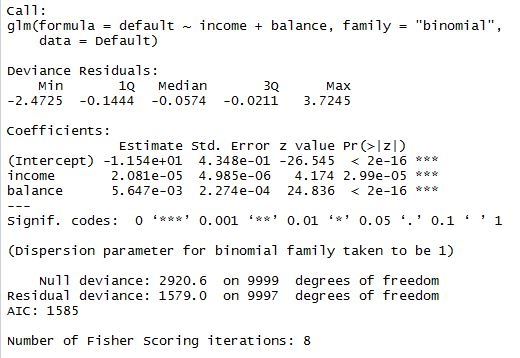 Call:
glm(formula = default ~ income + balance, family = "binomial",
    data = Default)
Deviance Residuals:
    Min       1Q   Median       3Q      Max
-2.4725  -0.1444  -0.0574  -0.0211   3.7245
Coefficients:
              Estimate Std. Error z value Pr(>|z|)
(Intercept) -1.154e+01  4.348e-01 -26.545  < 2e-16 ***
income       2.081e-05  4.985e-06   4.174 2.99e-05 ***
balance      5.647e-03  2.274e-04  24.836  < 2e-16 ***
---
Signif. codes:  0 ‘***’ 0.001 ‘**’ 0.01 ‘*’ 0.05 ‘.’ 0.1 ‘ ’ 1
(Dispersion parameter for binomial family taken to be 1)
    Null deviance: 2920.6  on 9999  degrees of freedom
Residual deviance: 1579.0  on 9997  degrees of freedom
AIC: 1585
Number of Fisher Scoring iterations: 8